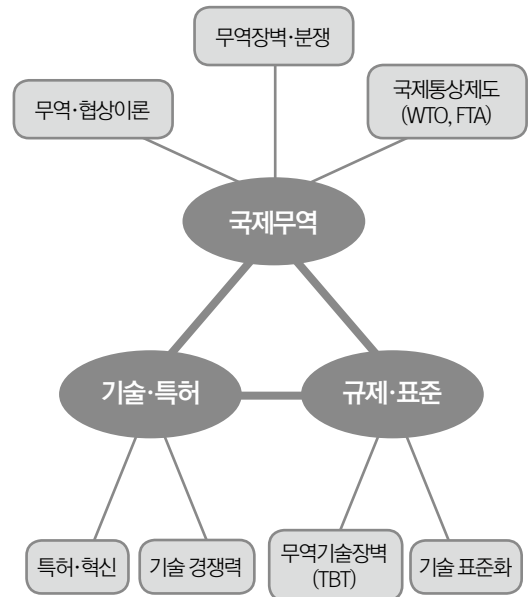 무역장벽·분쟁
무역·협상이론
국제통상제도
(WTO, FTA)
국제무역
기술·특허
규제·표준
특허·혁신
기술 경쟁력
무역기술장벽
(TBT)
기술 표준화